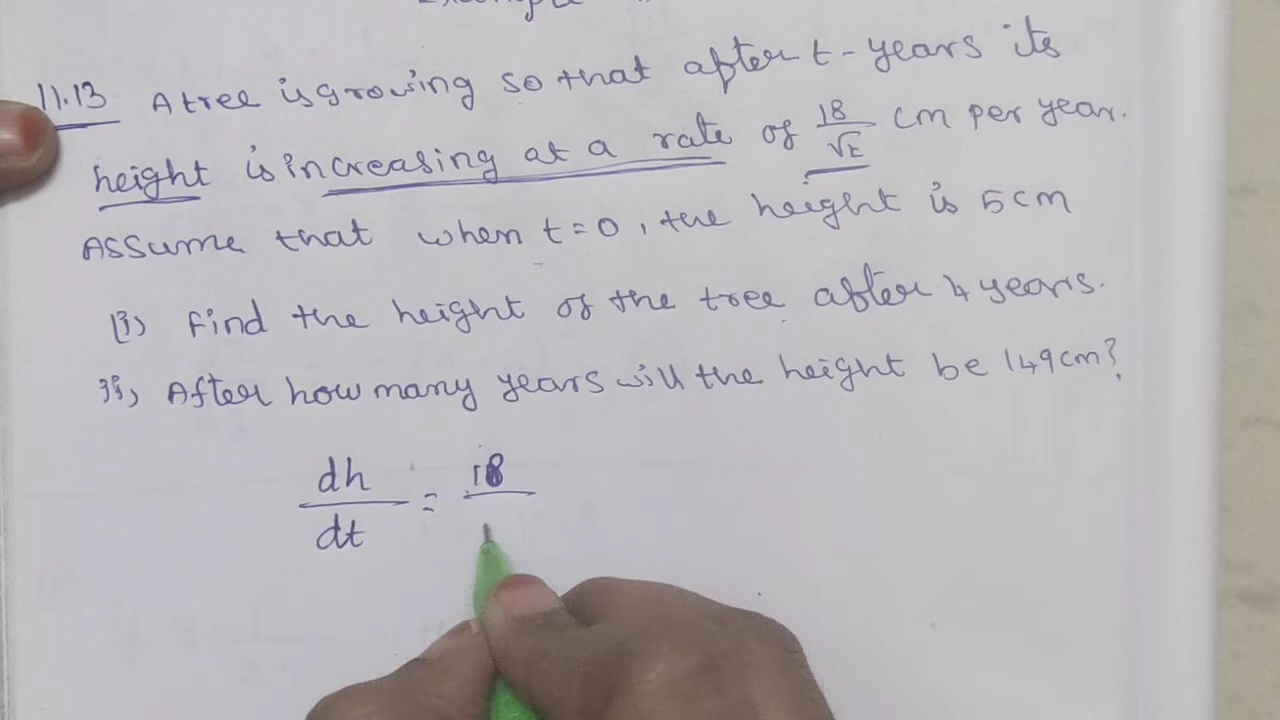 Example
11.13 A tree is growing so that after t-years its
height is increasing at a rate of 18/√t cm per year.
Assume that when t=0, the height is 5cm
(i) Find the height of the tree after 4 years.
ii) After how many years will the height be 149cm?
dh/dt = 18